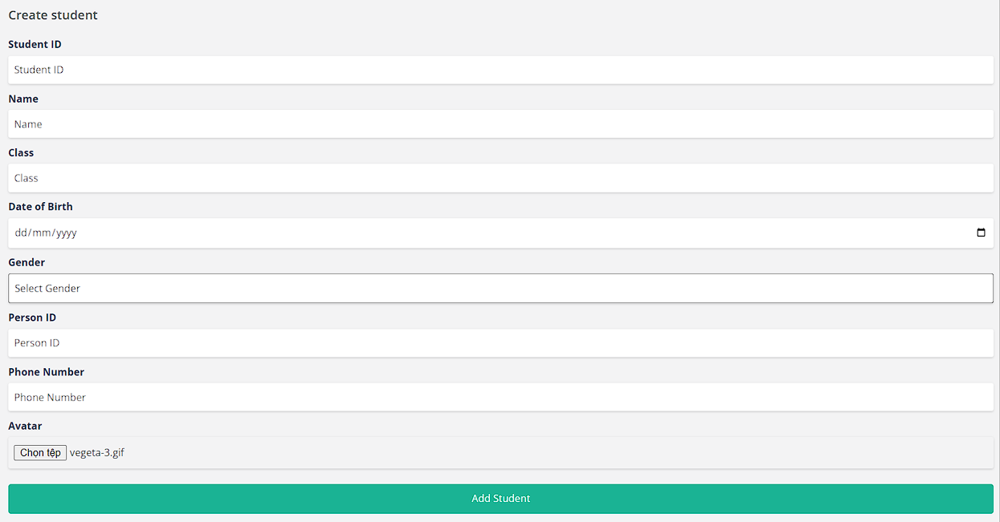 Create student
Student ID
Student ID
Name
Name
Class
Class
Date of Birth
dd/mm/yyyy
Gender
Select Gender
Person ID
Person ID
Phone Number
Phone Number
Avatar
Chọn tệp vegeta-3.gif
Add Student